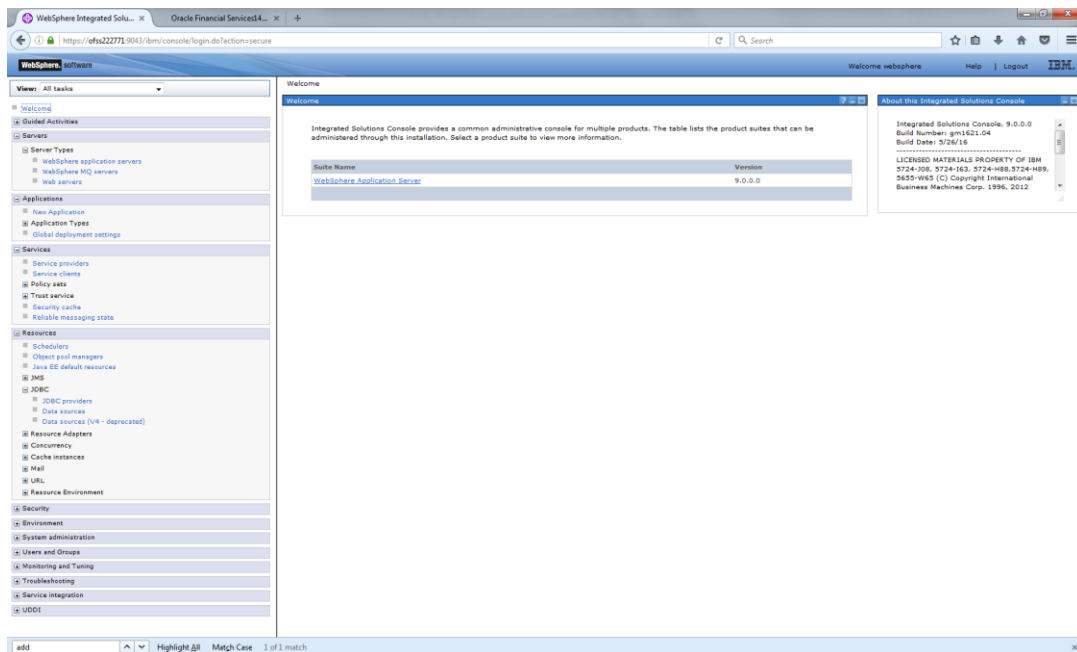 WebSphere Integrated Solu... ×
Oracle Financial Services14... ×
+
https://ofss222771:9043/ibm/console/login.do?action=secure
Search
WebSphere. software
Welcome websphere
Help | Logout
IBM.
View: All tasks
Welcome
Guided Activities
Servers
Server Types
WebSphere application servers
WebSphere MQ servers
Web servers
Applications
New Application
Application Types
Global deployment settings
Services
Service providers
Service clients
Policy sets
Trust service
Security cache
Reliable messaging state
Resources
Schedulers
Object pool managers
Java EE default resources
JMS
JDBC
JDBC providers
Data sources
Data sources (V4 - deprecated)
Resource Adapters
Concurrency
Cache instances
Mail
URL
Resource Environment
Security
Environment
System administration
Users and Groups
Monitoring and Tuning
Troubleshooting
Service integration
UDDI
Welcome
Welcome
Integrated Solutions Console provides a common administrative console for multiple products. The table lists the product suites that can be
administered through this installation. Select a product suite to view more information.
Suite Name Version
WebSphere Application Server 9.0.0.0
About this Integrated Solutions Console
Integrated Solutions Console, 9.0.0.0
Build Number: gm1621.04
Build Date: 5/26/16
----------------------------------------
LICENSED MATERIALS PROPERTY OF IBM
5724-J08, 5724-I63, 5724-H88,5724-H89,
5655-W65 (C) Copyright International
Business Machines Corp. 1996, 2012
add
Highlight All Match Case 1 of 1 match